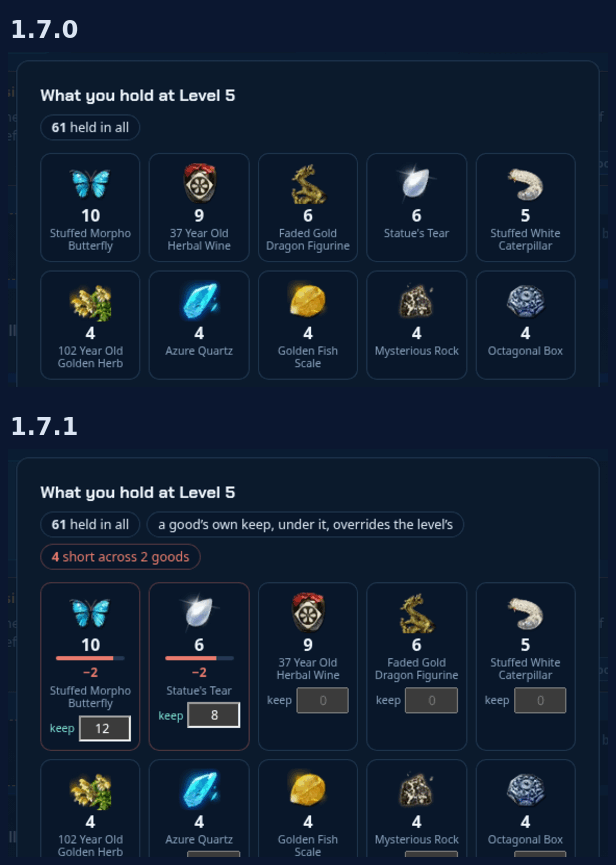 1.7.0
What you hold at Level 5
61 held in all
10
Stuffed Morpho
Butterfly
9
37 Year Old
Herbal Wine
6
Faded Gold
Dragon Figurine
6
Statue's Tear
5
Stuffed White
Caterpillar
4
102 Year Old
Golden Herb
4
Azure Quartz
4
Golden Fish
Scale
4
Mysterious Rock
4
Octagonal Box
1.7.1
What you hold at Level 5
61 held in all
a good's own keep, under it, overrides the level's
4 short across 2 goods
10
−2
Stuffed Morpho
Butterfly
keep 12
6
−2
Statue's Tear
keep 8
9
37 Year Old
Herbal Wine
keep 0
6
Faded Gold
Dragon Figurine
keep 0
5
Stuffed White
Caterpillar
keep 0
4
102 Year Old
Golden Herb
4
Azure Quartz
4
Golden Fish
Scale
4
Mysterious Rock
4
Octagonal Box